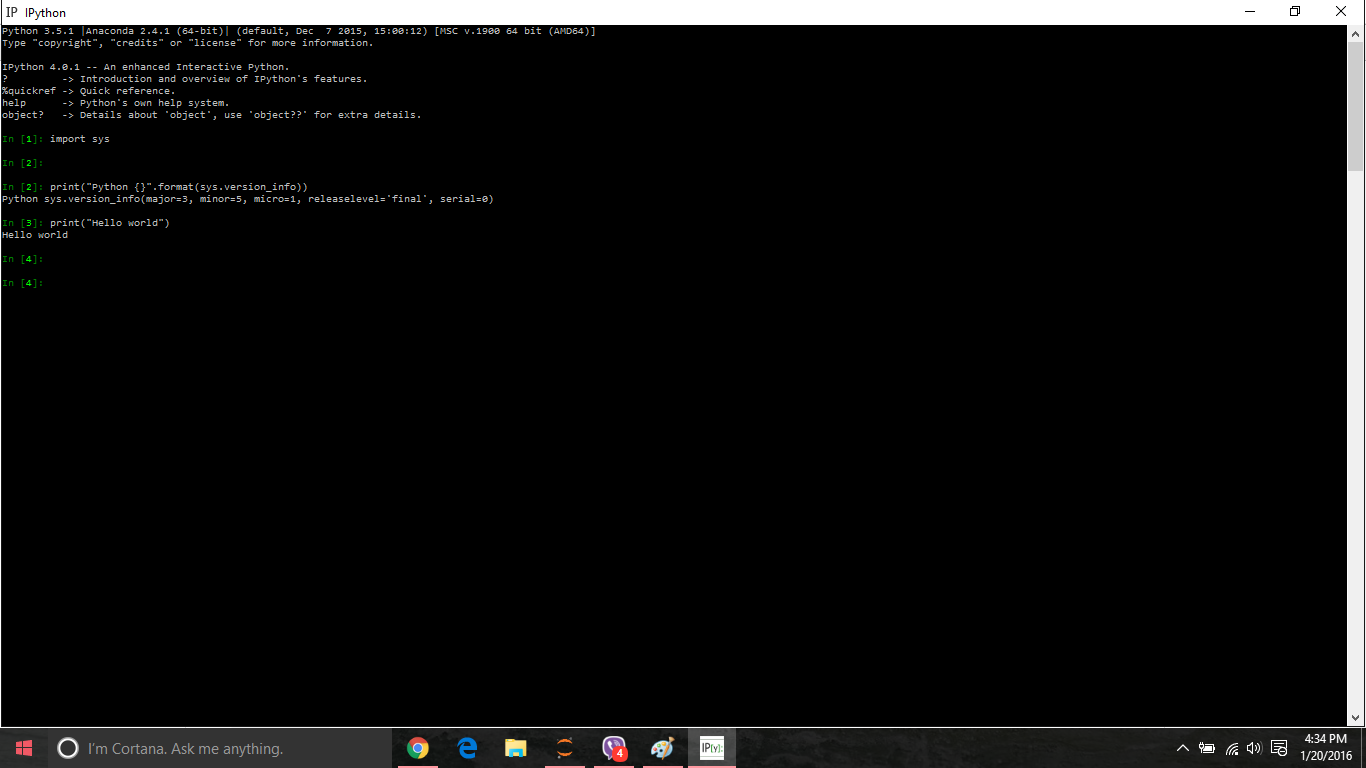 IP IPython
Python 3.5.1 |Anaconda 2.4.1 (64-bit)| (default, Dec  7 2015, 15:00:12) [MSC v.1900 64 bit (AMD64)]
Type "copyright", "credits" or "license" for more information.
IPython 4.0.1 -- An enhanced Interactive Python.
?         -> Introduction and overview of IPython's features.
%quickref -> Quick reference.
help      -> Python's own help system.
object?   -> Details about 'object', use 'object??' for extra details.
In [1]: import sys
In [2]:
In [2]: print("Python {}".format(sys.version_info))
Python sys.version_info(major=3, minor=5, micro=1, releaselevel='final', serial=0)
In [3]: print("Hello world")
Hello world
In [4]:
In [4]:
I'm Cortana. Ask me anything.
4
IP[y]:
4:34 PM
1/20/2016